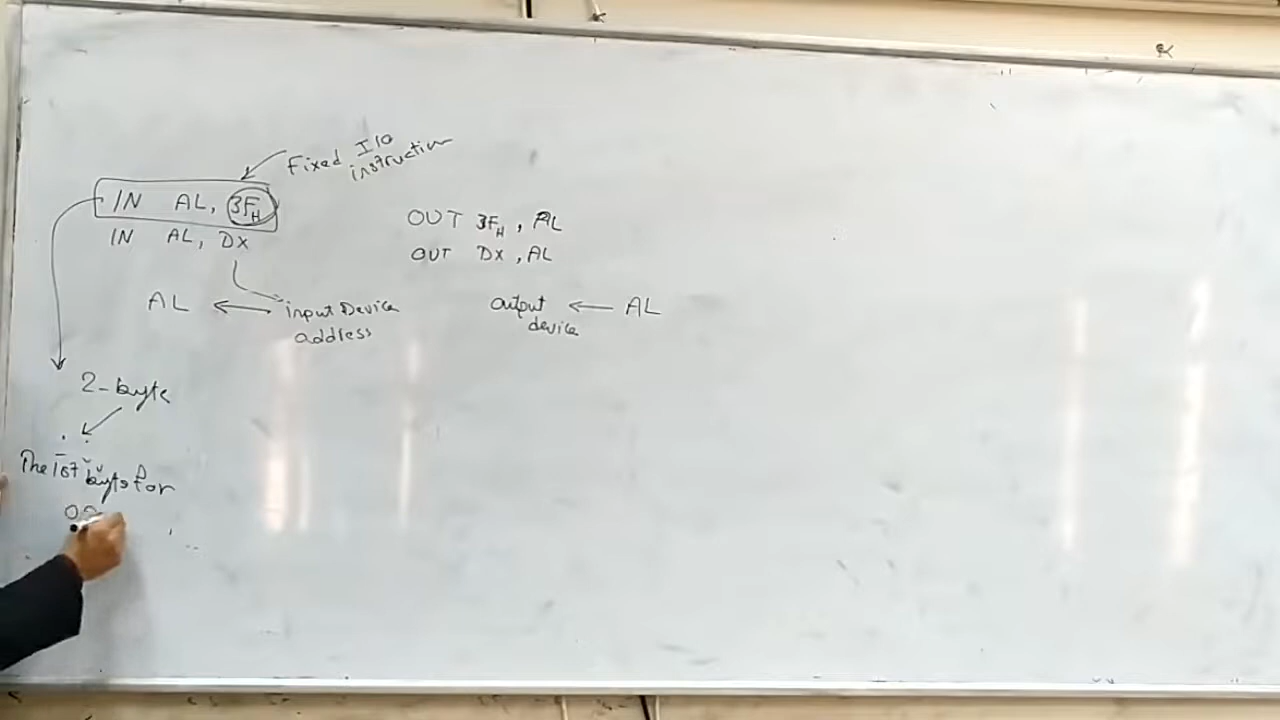 Fixed I/O
instruction
IN AL, 3FH
IN AL, DX
OUT 3FH, AL
OUT DX, AL
AL ← input Device
address
output ← AL
device
2-byte
The 1st byte for